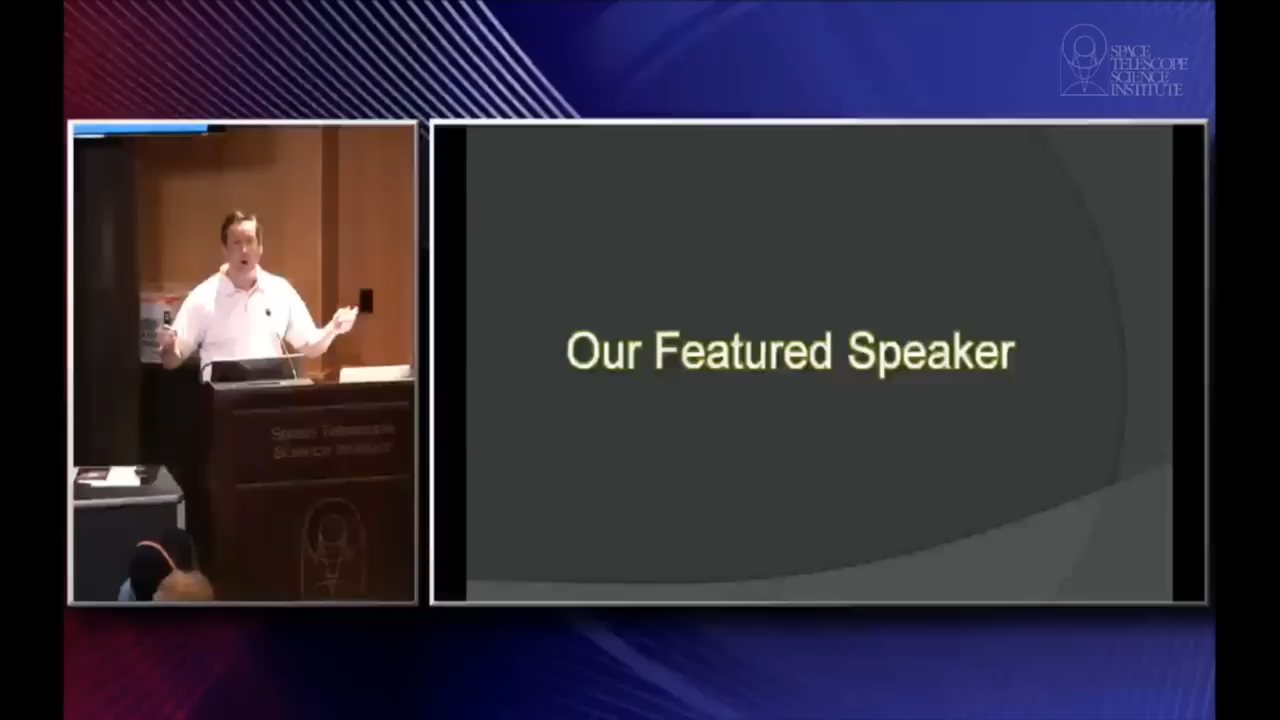 SPACE
TELESCOPE
SCIENCE
INSTITUTE
Our Featured Speaker
Space Telescope
Science Institute